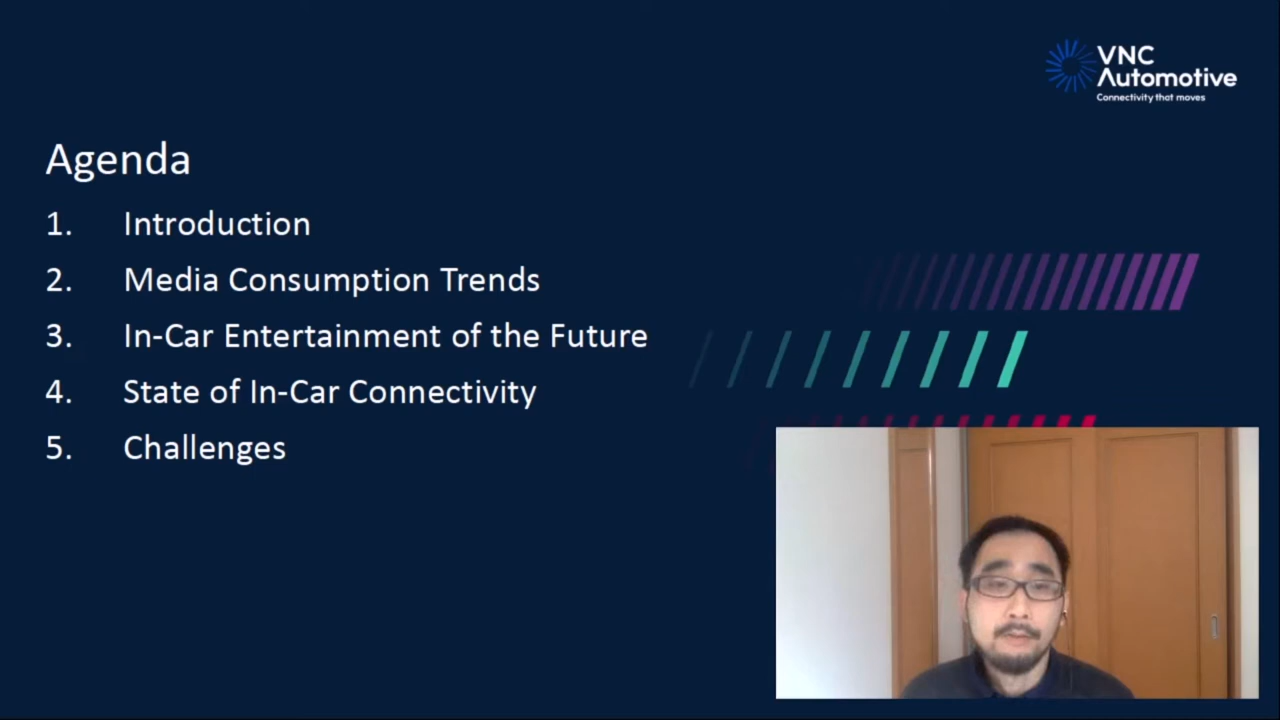 VNC
Automotive
Connectivity that moves
Agenda
1. Introduction
2. Media Consumption Trends
3. In-Car Entertainment of the Future
4. State of In-Car Connectivity
5. Challenges